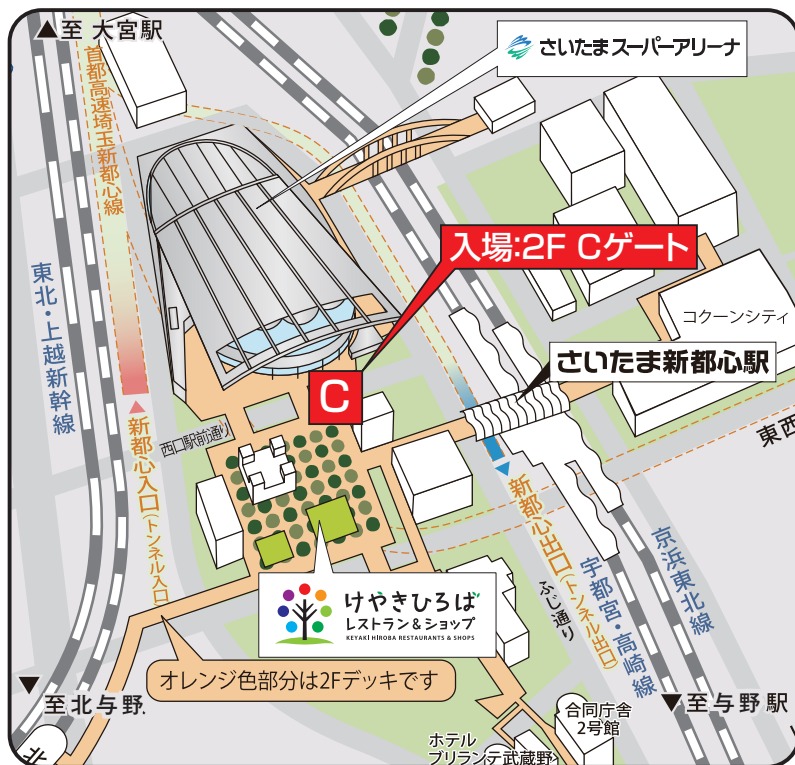 ▲至 大宮駅
さいたまスーパーアリーナ
首都高速埼玉新都心線
入場:2F Cゲート
東北・上越新幹線
コクーンシティ
さいたま新都心駅
C
西口駅前通り
新都心入口(トンネル入口)
東西
新都心出口(トンネル出口)
ふじ通り
宇都宮・高崎線
京浜東北線
けやきひろば
レストラン&ショップ
KEYAKI HIROBA RESTAURANTS & SHOPS
オレンジ色部分は2Fデッキです
▼
至北与野
▼至与野駅
合同庁舎
2号館
北
ホテル
ブリランテ武蔵野